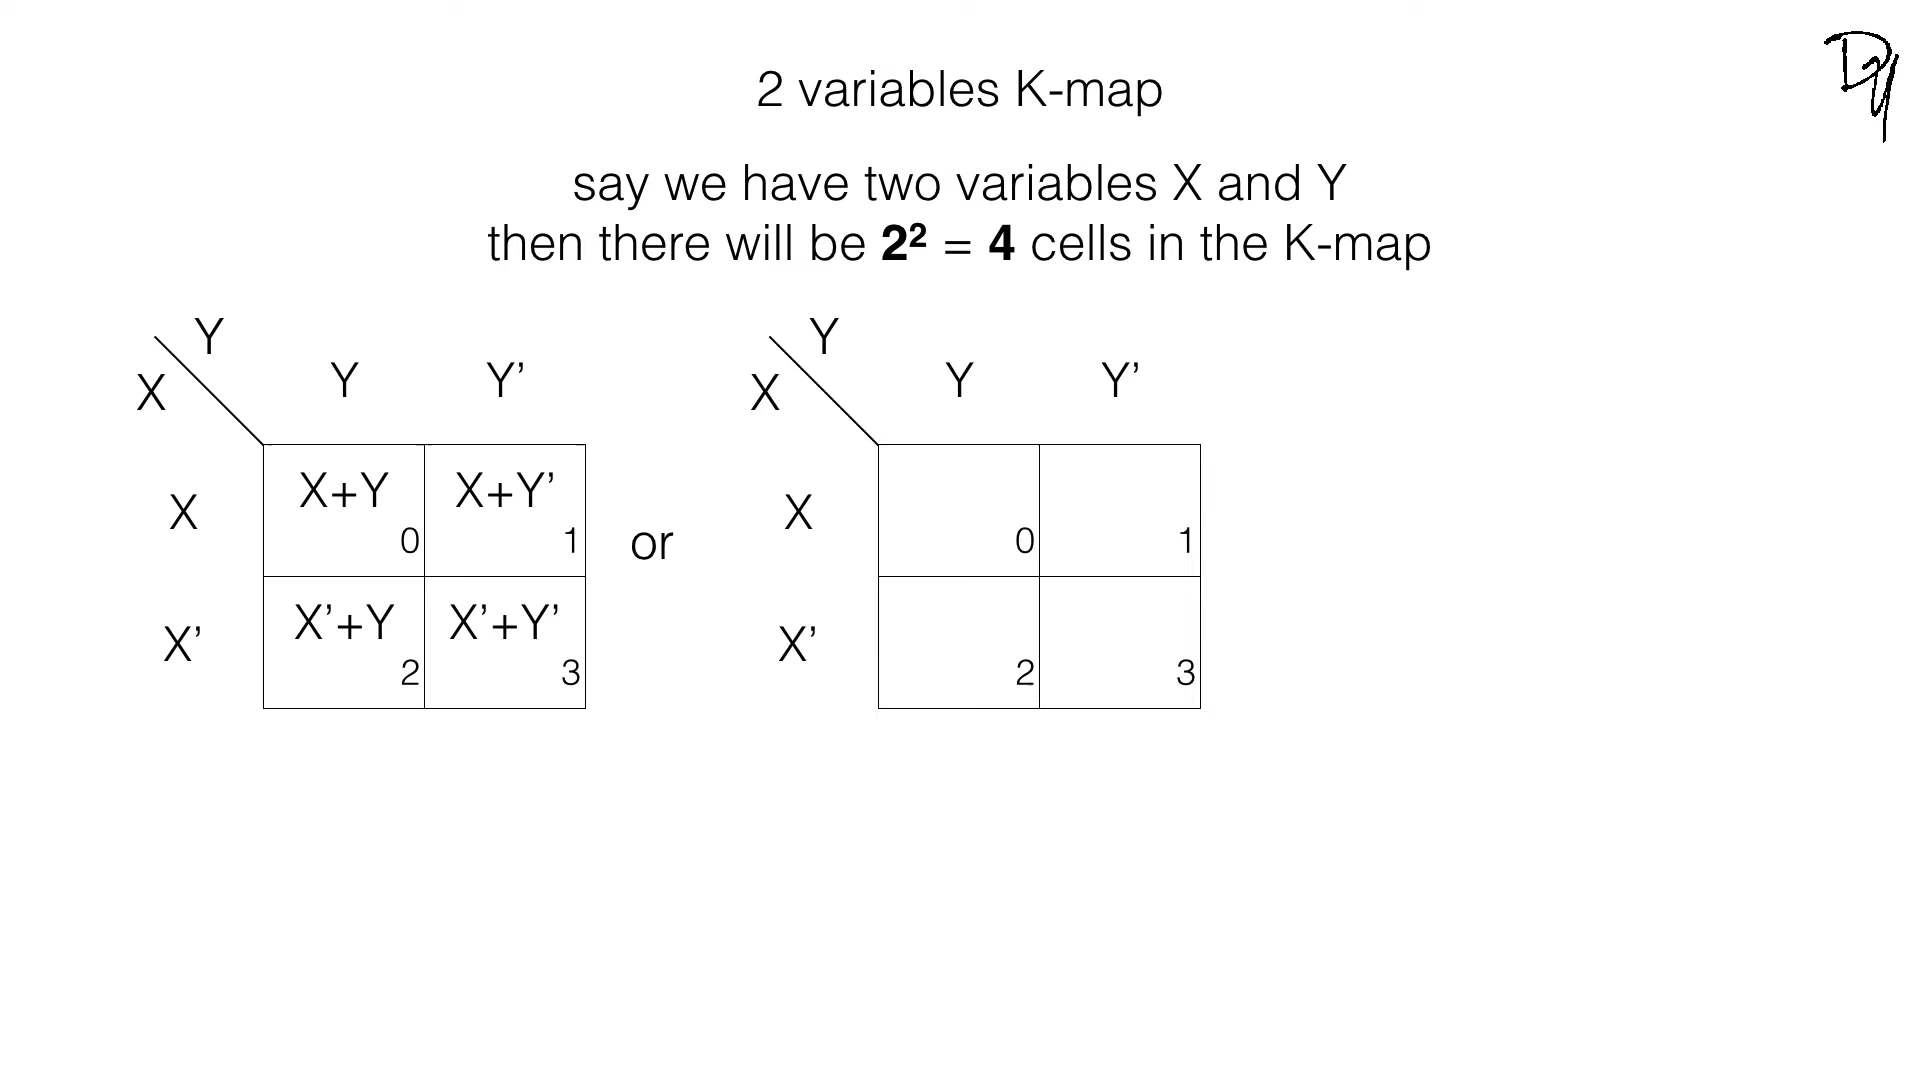 2 variables K-map
say we have two variables X and Y
then there will be 2² = 4 cells in the K-map
Y
X
Y Y’
X X+Y X+Y’
0 1
X’ X’+Y X’+Y’
2 3
or
Y
X
Y Y’
X
0 1
X’
2 3